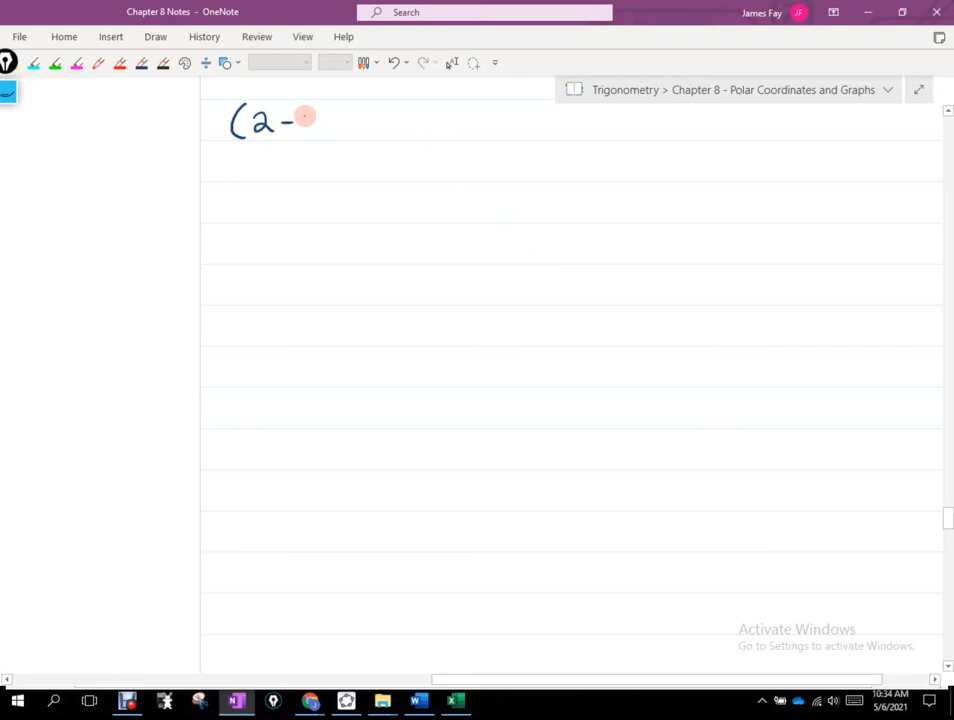 Chapter 8 Notes - OneNote
Search
James Fay
JF
File Home Insert Draw History Review View Help
Trigonometry > Chapter 8 - Polar Coordinates and Graphs
(2 -
Activate Windows
Go to Settings to activate Windows.
10:34 AM
5/6/2021